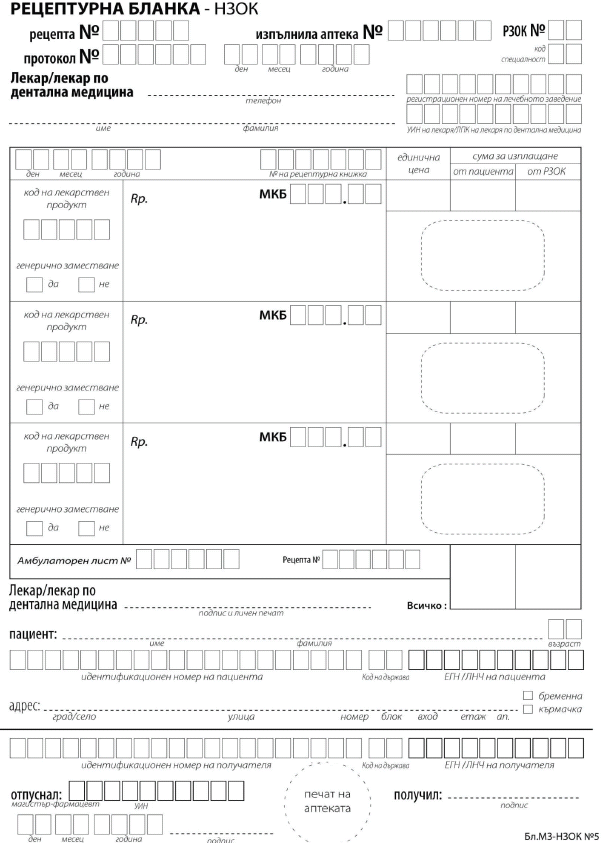 РЕЦЕПТУРНА БЛАНКА - НЗОК
рецепта № изпълнила аптека № РЗОК №
протокол № код специалност
ден месец година
Лекар/лекар по
дентална медицина
телефон
регистрационен номер на лечебното заведение
име фамилия
УИН на лекаря/ЛПК на лекаря по дентална медицина
ден месец година № на рецептурна книжка
единична цена
сума за изплащане
от пациента от РЗОК
код на лекарствен продукт
Rp. МКБ .
генерично заместване
да не
код на лекарствен продукт
Rp. МКБ .
генерично заместване
да не
код на лекарствен продукт
Rp. МКБ .
генерично заместване
да не
Амбулаторен лист № Рецепта №
Лекар/лекар по
дентална медицина
подпис и личен печат
Всичко :
пациент:
име фамилия възраст
идентификационен номер на пациента Код на държава ЕГН /ЛНЧ на пациента
бременна
адрес: кърмачка
град/село улица номер блок вход етаж ап.
идентификационен номер на получателя Код на държава ЕГН /ЛНЧ на получателя
отпуснал:
магистър-фармацевт УИН
печат на
аптеката
получил:
подпис
ден месец година подпис
Бл.МЗ-НЗОК №5